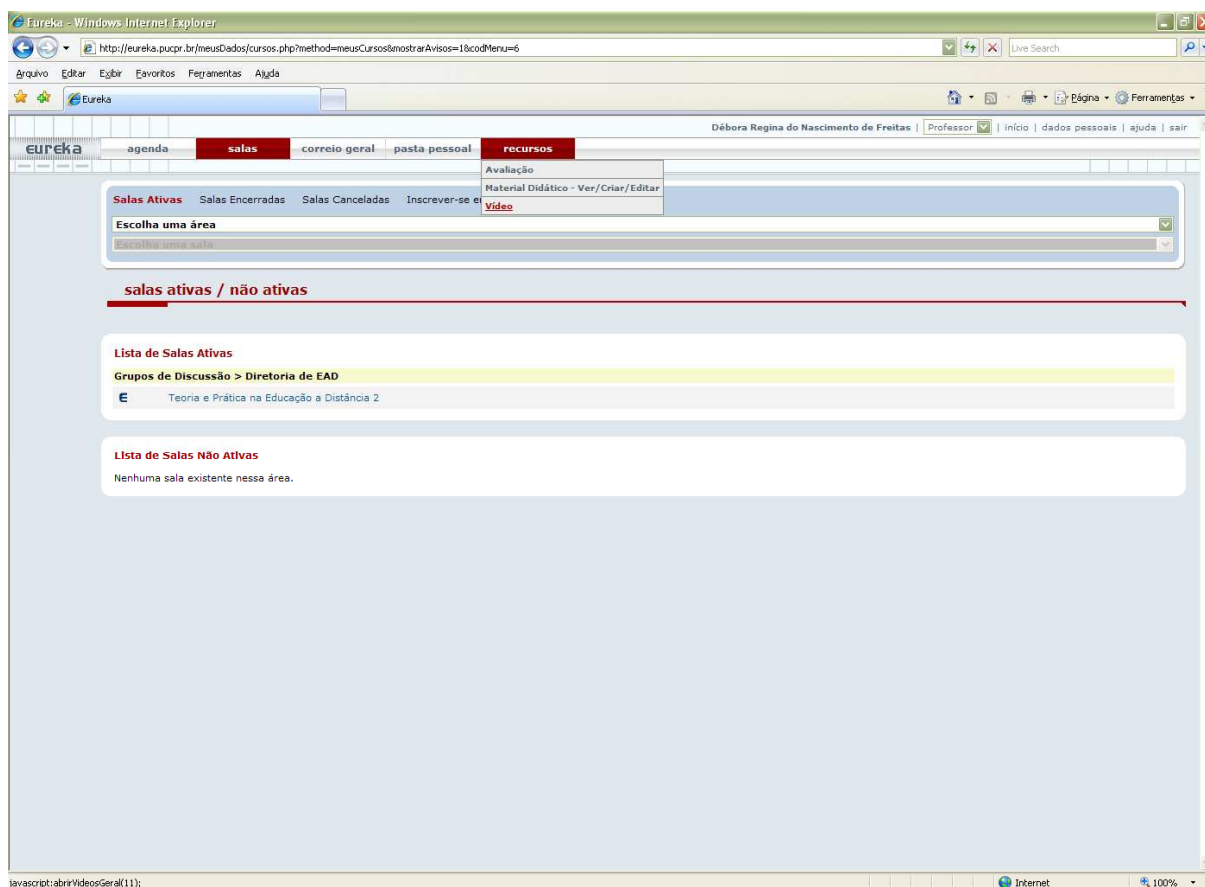 Eureka - Windows Internet Explorer
http://eureka.pucpr.br/meusDados/cursos.php?method=meusCursos&mostrarAvisos=1&codMenu=6
Live Search
Arquivo Editar Exibir Favoritos Ferramentas Ajuda
Eureka
Página Ferramentas
Débora Regina do Nascimento de Freitas | Professor | início | dados pessoais | ajuda | sair
eureka agenda salas correio geral pasta pessoal recursos
Avaliação
Material Didático - Ver/Criar/Editar
Vídeo
Salas Ativas Salas Encerradas Salas Canceladas Inscrever-se
Escolha uma área
Escolha uma sala
salas ativas / não ativas
Lista de Salas Ativas
Grupos de Discussão > Diretoria de EAD
E Teoria e Prática na Educação a Distância 2
Lista de Salas Não Ativas
Nenhuma sala existente nessa área.
javascript:abrirVideosGeral(11); Internet 100%